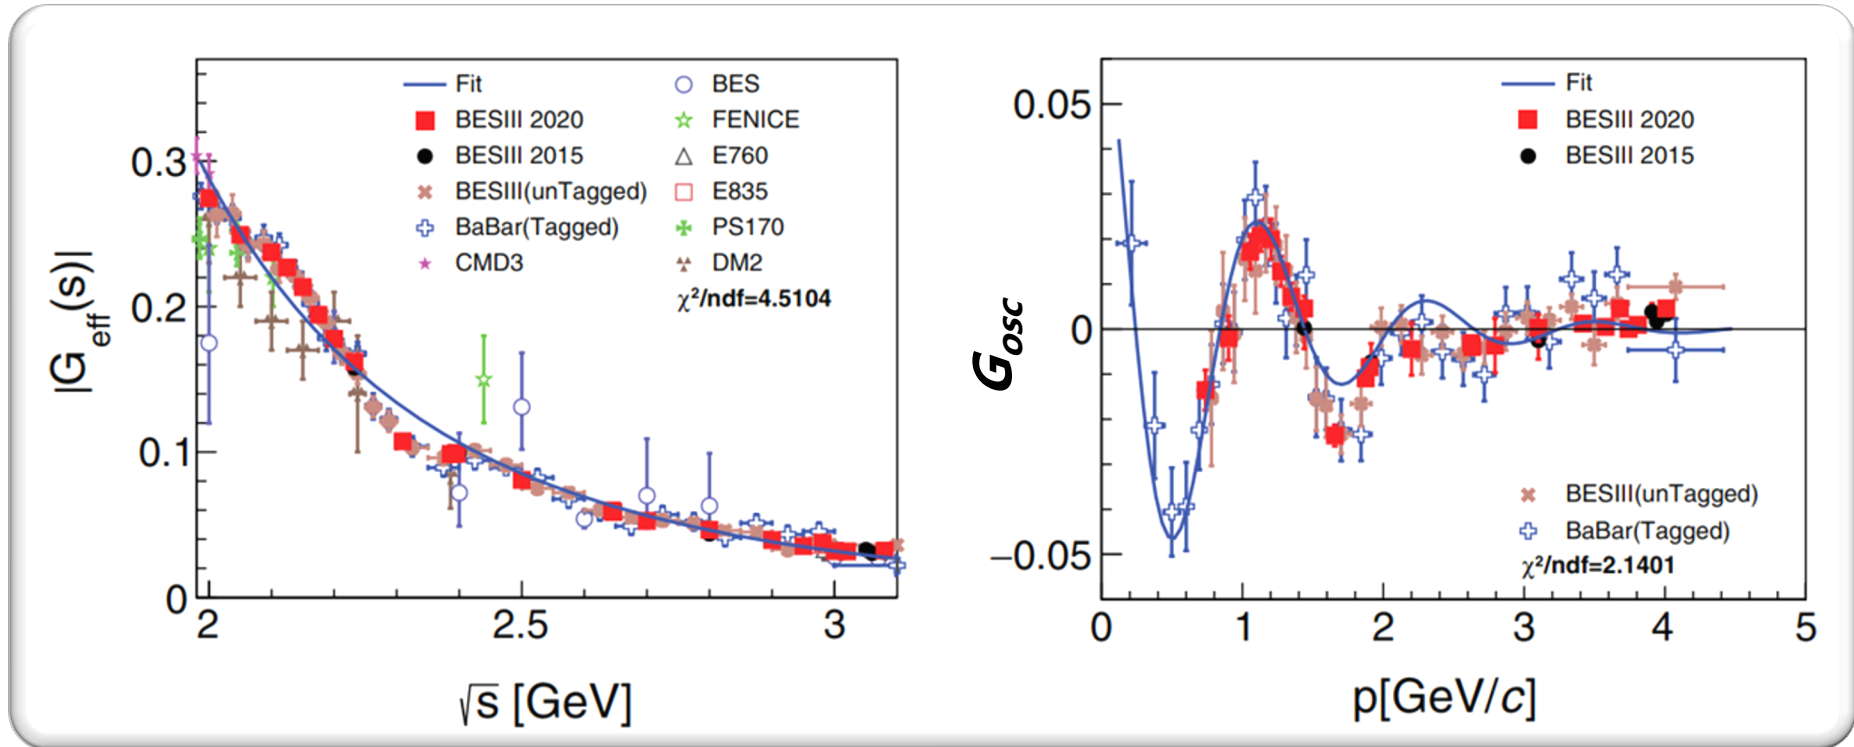 |G_eff(s)|
0.3
0.2
0.1
0
2
2.5
3
√s [GeV]
Fit
BESIII 2020
BESIII 2015
BESIII(unTagged)
BaBar(Tagged)
CMD3
BES
FENICE
E760
E835
PS170
DM2
χ²/ndf=4.5104
G_osc
0.05
0
−0.05
0
1
2
3
4
5
p[GeV/c]
Fit
BESIII 2020
BESIII 2015
BESIII(unTagged)
BaBar(Tagged)
χ²/ndf=2.1401